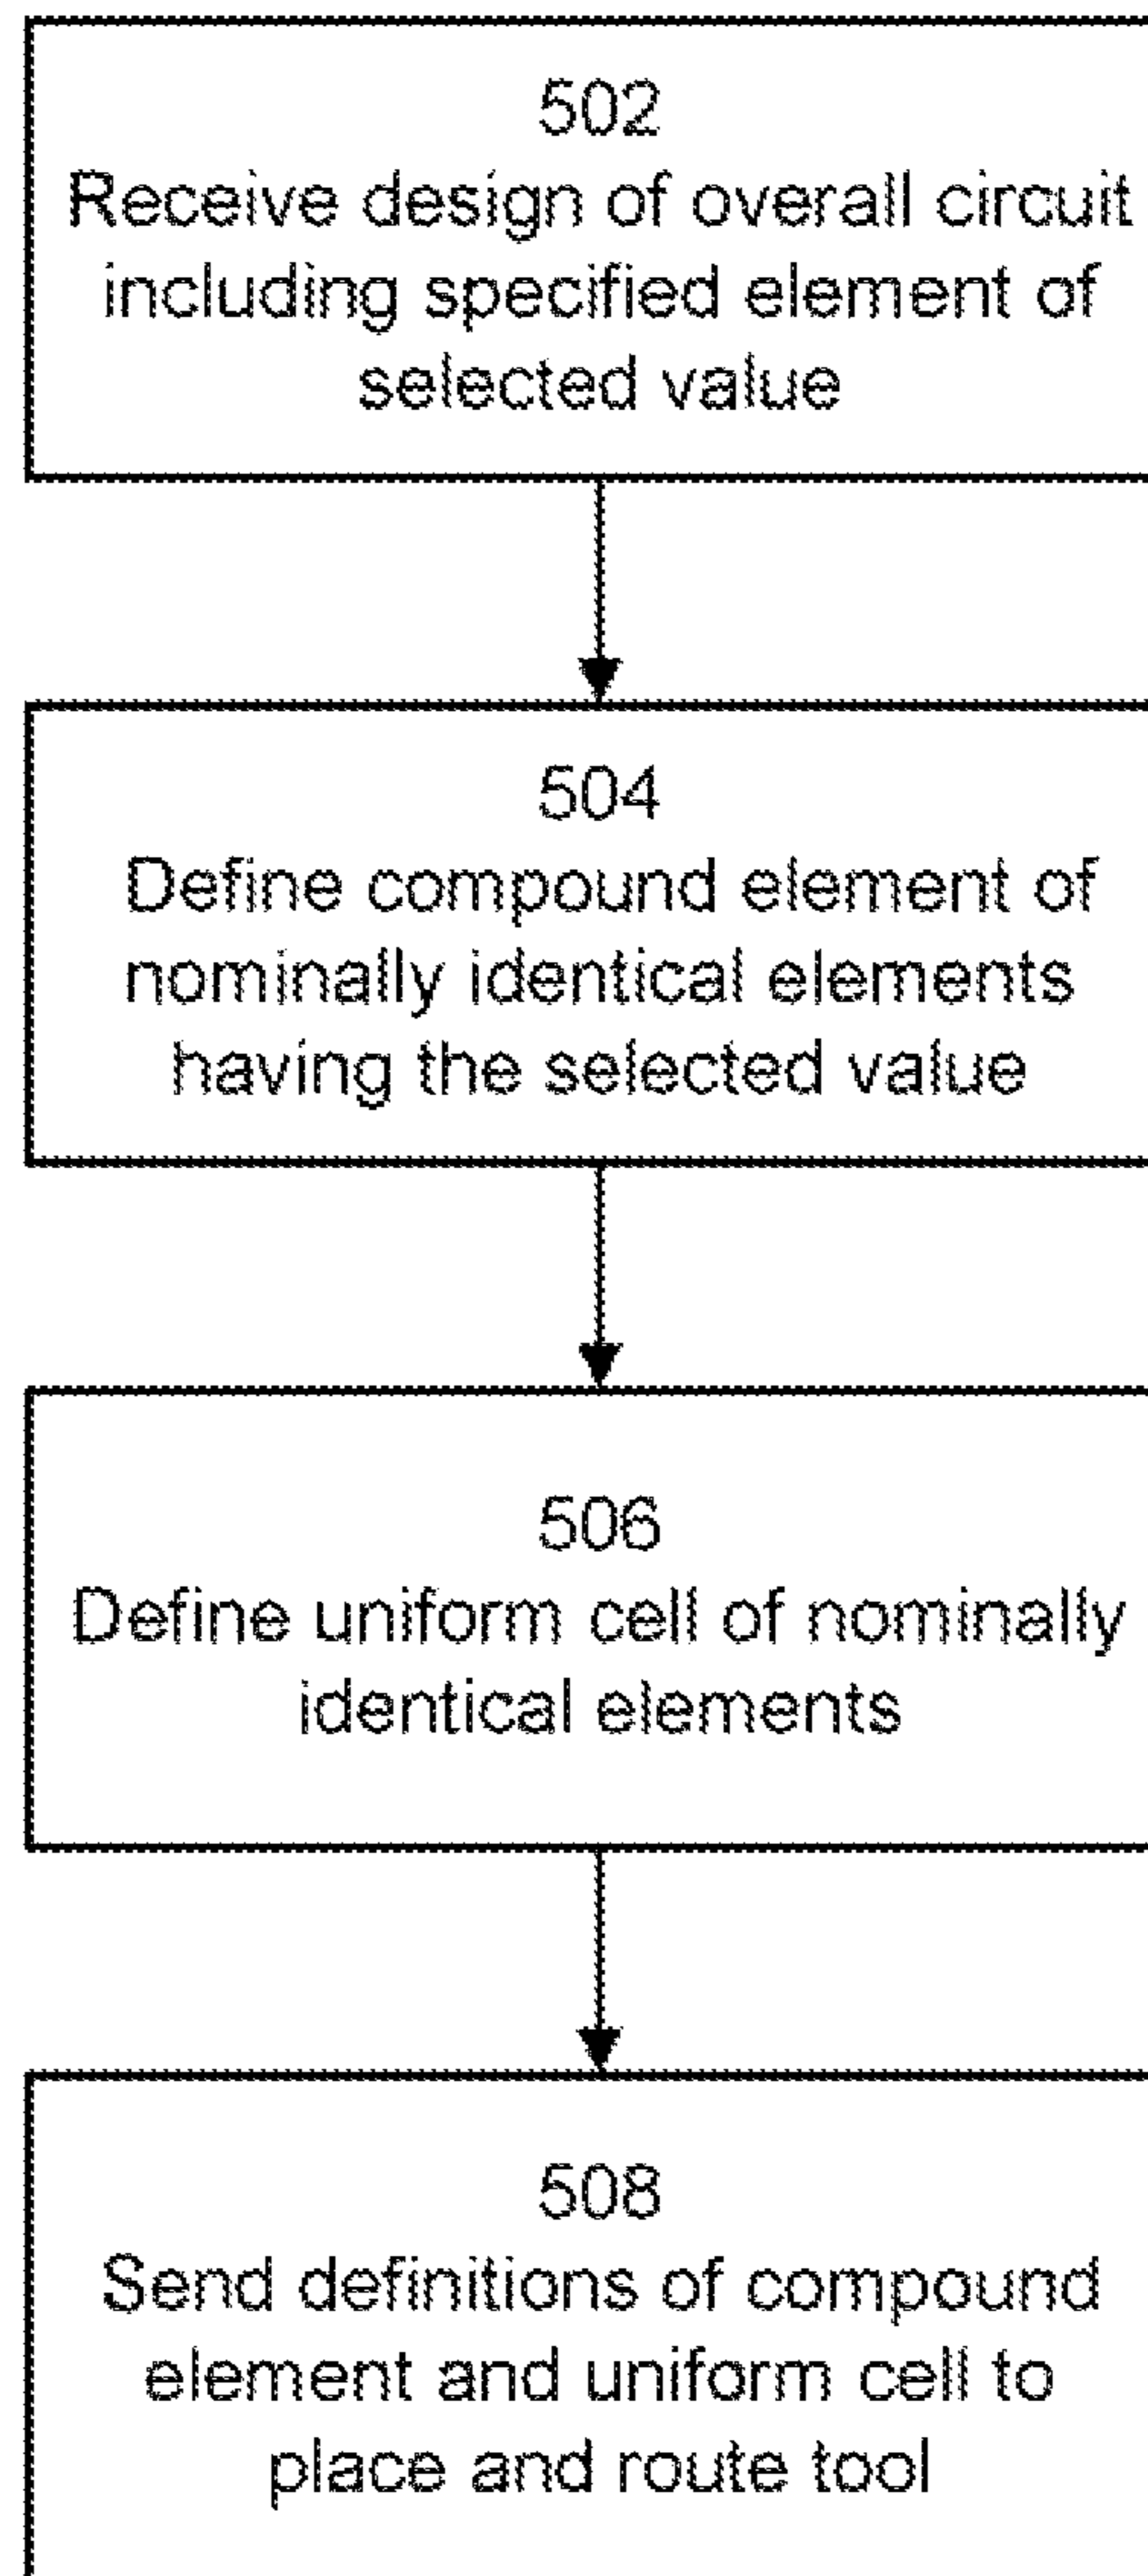 502
Receive design of overall circuit
including specified element of
selected value
504
Define compound element of
nominally identical elements
having the selected value
506
Define uniform cell of nominally
identical elements
508
Send definitions of compound
element and uniform cell to
place and route tool